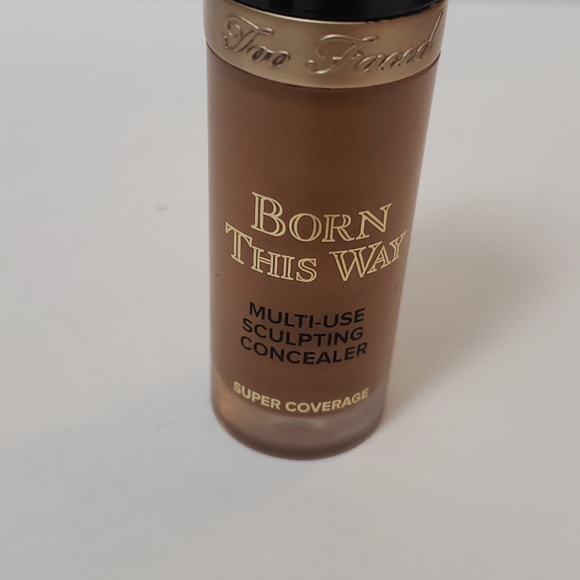 Too Faced
BORN
THIS WAY
MULTI-USE
SCULPTING
CONCEALER
SUPER COVERAGE